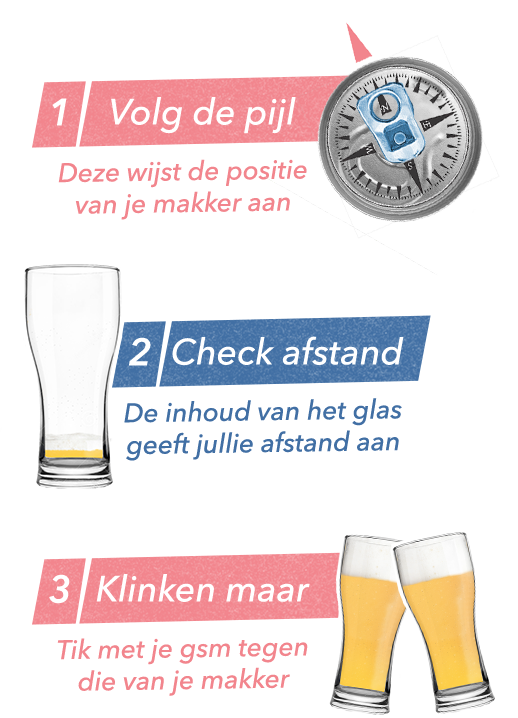 1 Volg de pijl
Deze wijst de positie
van je makker aan
N
E
S
W
2 Check afstand
De inhoud van het glas
geeft jullie afstand aan
3 Klinken maar
Tik met je gsm tegen
die van je makker